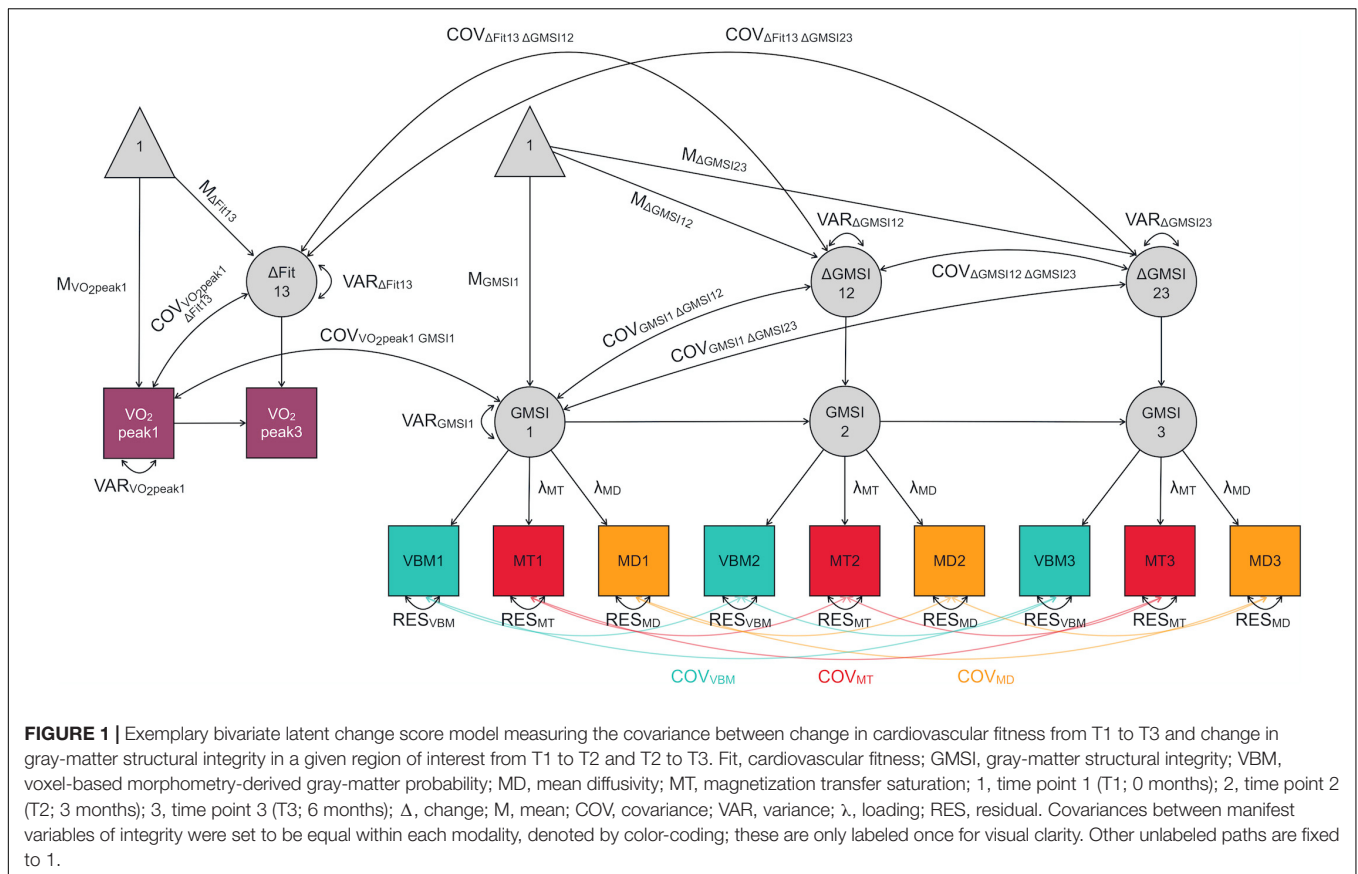 COVΔFit13 ΔGMSI12
COVΔFit13 ΔGMSI23
1
1
MΔFit13
MΔGMSI23
MΔGMSI12
VARΔGMSI12
VARΔGMSI23
MVO2peak1
ΔFit
13
VARΔFit13
MGMSI1
ΔGMSI
12
COVΔGMSI12 ΔGMSI23
ΔGMSI
23
COVVO2peak1
ΔFit13
COVVO2peak1 GMSI1
COVGMSI1 ΔGMSI12
COVGMSI1 ΔGMSI23
VO2
peak1
VO2
peak3
VARGMSI1
GMSI
1
GMSI
2
GMSI
3
VARVO2peak1
λMT
λMD
λMT
λMD
λMT
λMD
VBM1
MT1
MD1
VBM2
MT2
MD2
VBM3
MT3
MD3
RESVBM
RESMT
RESMD
RESVBM
RESMT
RESMD
RESVBM
RESMT
RESMD
COVVBM
COVMT
COVMD
FIGURE 1 | Exemplary bivariate latent change score model measuring the covariance between change in cardiovascular fitness from T1 to T3 and change in
gray-matter structural integrity in a given region of interest from T1 to T2 and T2 to T3. Fit, cardiovascular fitness; GMSI, gray-matter structural integrity; VBM,
voxel-based morphometry-derived gray-matter probability; MD, mean diffusivity; MT, magnetization transfer saturation; 1, time point 1 (T1; 0 months); 2, time point 2
(T2; 3 months); 3, time point 3 (T3; 6 months); Δ, change; M, mean; COV, covariance; VAR, variance; λ, loading; RES, residual. Covariances between manifest
variables of integrity were set to be equal within each modality, denoted by color-coding; these are only labeled once for visual clarity. Other unlabeled paths are fixed
to 1.